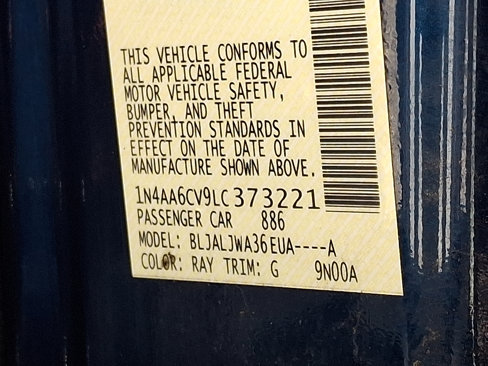 THIS VEHICLE CONFORMS TO
ALL APPLICABLE FEDERAL
MOTOR VEHICLE SAFETY,
BUMPER, AND THEFT
PREVENTION STANDARDS IN
EFFECT ON THE DATE OF
MANUFACTURE SHOWN ABOVE.
1N4AA6CV9LC373221
PASSENGER CAR 886
MODEL: BLJALJWA36EUA----A
COLOR: RAY TRIM: G 9N00A